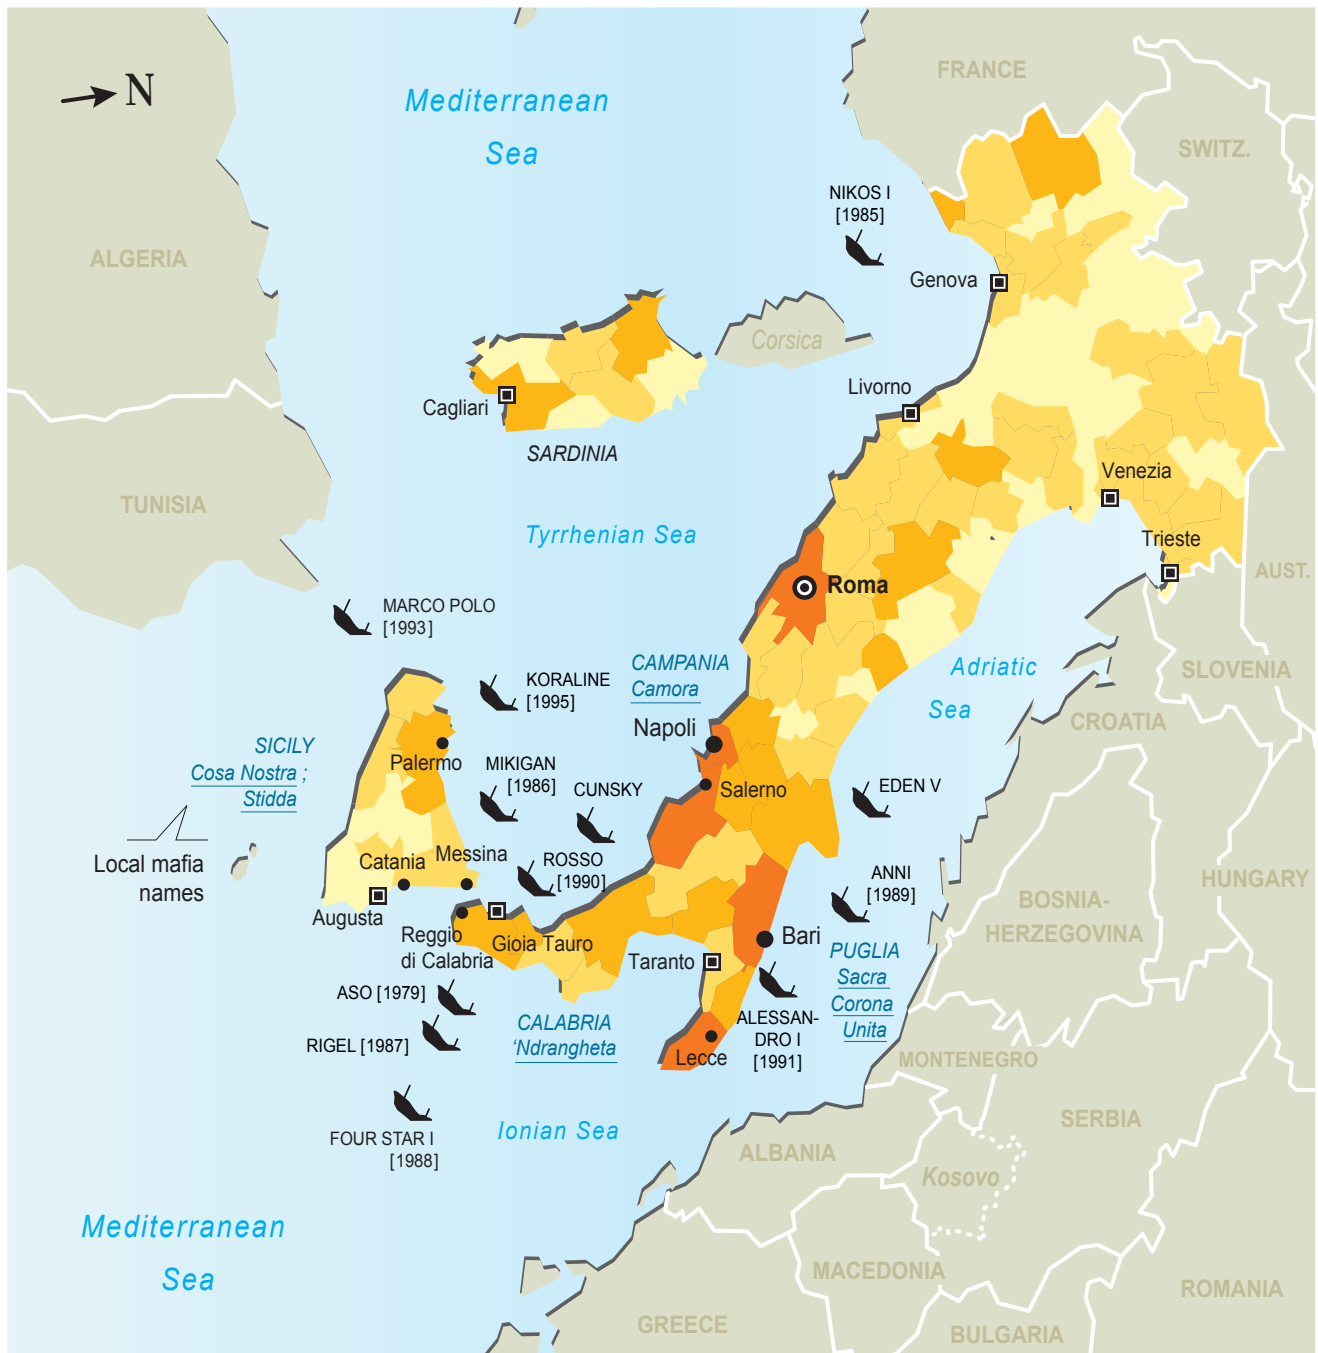 N
Mediterranean
Sea
FRANCE
SWITZ.
ALGERIA
NIKOS I
[1985]
Genova
Corsica
Livorno
Cagliari
SARDINIA
TUNISIA
Venezia
Tyrrhenian Sea
Trieste
Roma
AUST.
MARCO POLO
[1993]
CAMPANIA
Camora
Adriatic
Sea
SLOVENIA
KORALINE
[1995]
CROATIA
Napoli
SICILY
Cosa Nostra ;
Stidda
Palermo
MIKIGAN
[1986]
CUNSKY
Salerno
EDEN V
Local mafia
names
Catania
Messina
ROSSO
[1990]
ANNI
[1989]
HUNGARY
BOSNIA-
HERZEGOVINA
Augusta
Reggio
di Calabria
Gioia Tauro
Taranto
Bari
PUGLIA
Sacra
Corona
Unita
ASO [1979]
RIGEL [1987]
CALABRIA
'Ndrangheta
ALESSAN-
DRO I
[1991]
Lecce
MONTENEGRO
FOUR STAR I
[1988]
Ionian Sea
SERBIA
ALBANIA
Kosovo
Mediterranean
Sea
MACEDONIA
ROMANIA
GREECE
BULGARIA